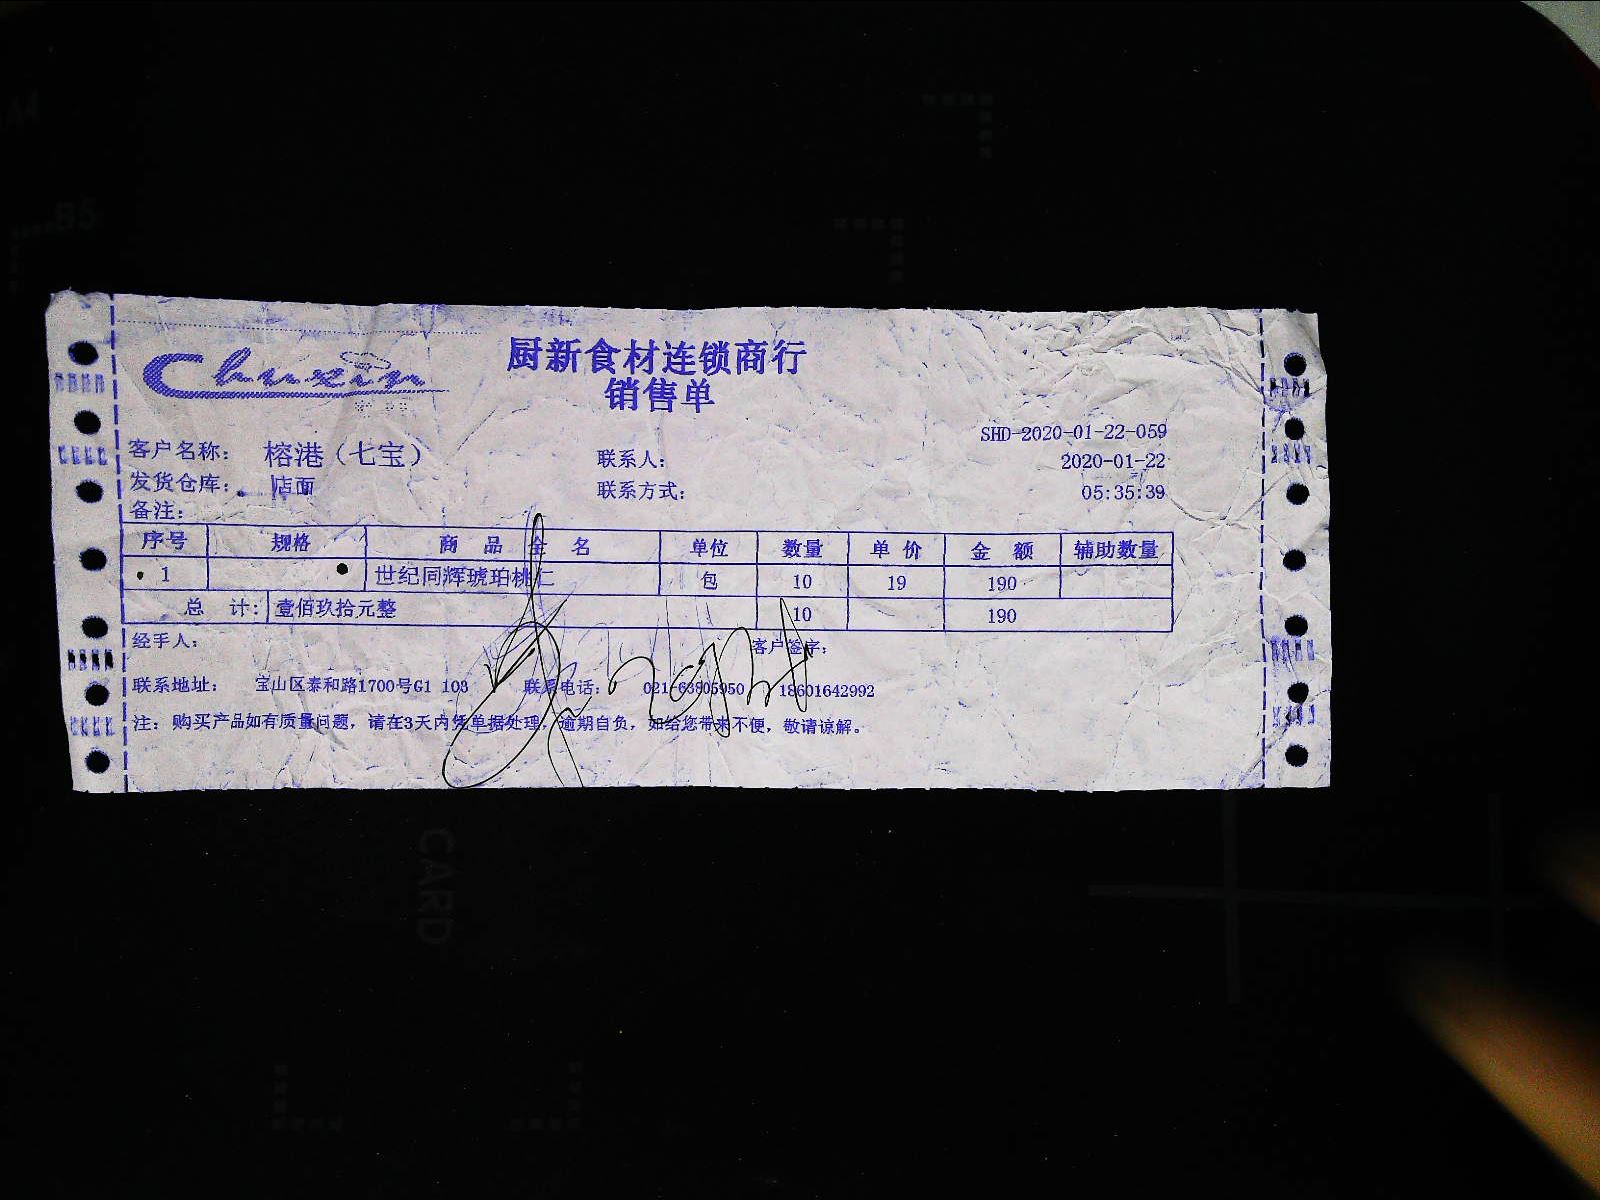 Chuxin
厨新食材连锁商行
销售单
SHD-2020-01-22-059
客户名称: 榕港(七宝) 联系人: 2020-01-22
发货仓库: 店面 联系方式: 05:35:39
备注:
序号 规格 商品全名 单位 数量 单价 金额 辅助数量
1 世纪同辉琥珀桃仁 包 10 19 190
总计: 壹佰玖拾元整 10 190
经手人: 客户签字:
联系地址: 宝山区泰和路1700号G1 103 联系电话: 021-63805950 18601642992
注: 购买产品如有质量问题, 请在3天内凭单据处理, 逾期自负, 如给您带来不便, 敬请谅解。
CARD
B5
A4